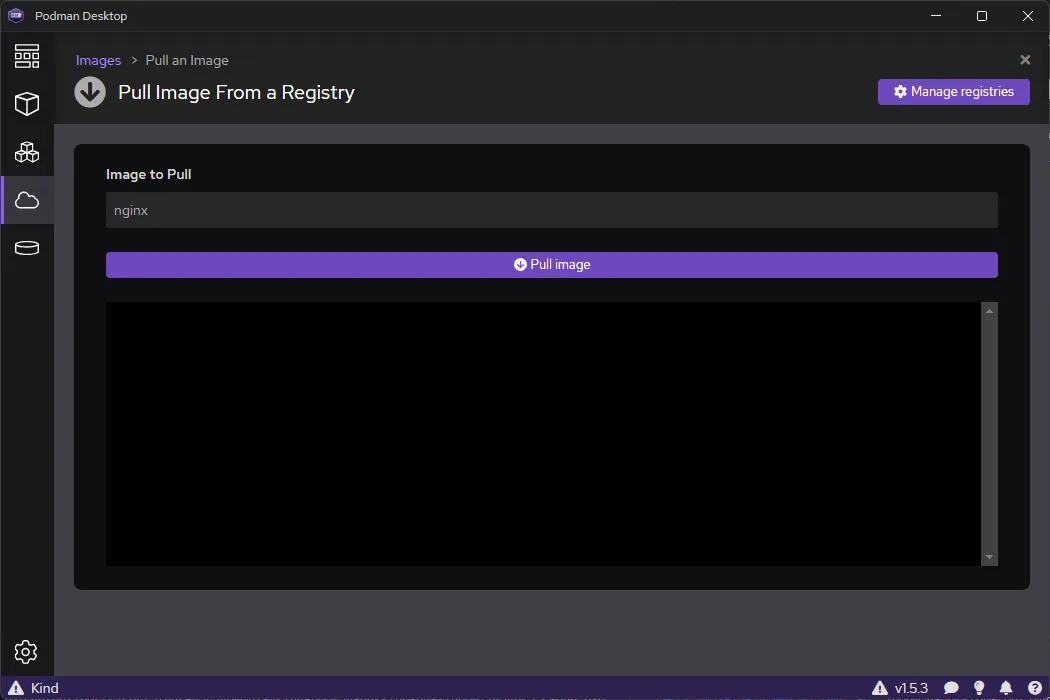 Podman Desktop
Images > Pull an Image
Pull Image From a Registry
Manage registries
Image to Pull
nginx
Pull image
Kind
v1.5.3